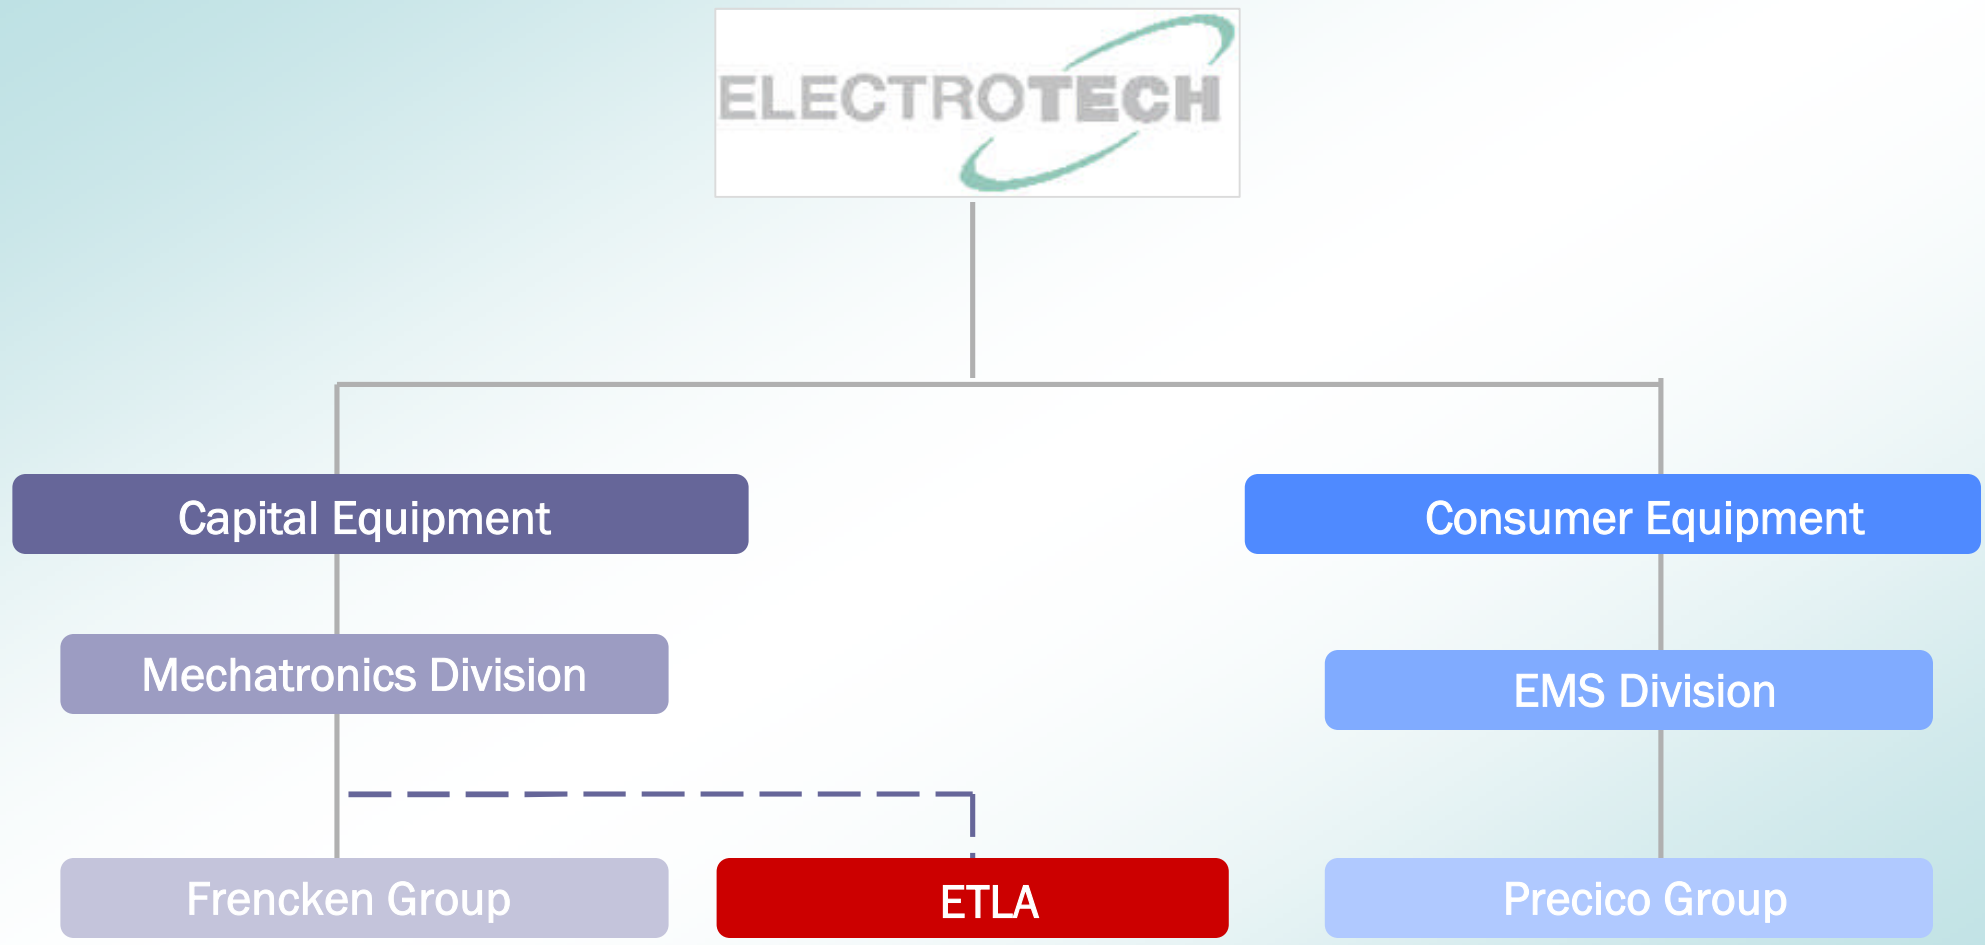 ELECTROTECH
Capital Equipment
Consumer Equipment
Mechatronics Division
EMS Division
Frencken Group
ETLA
Precico Group